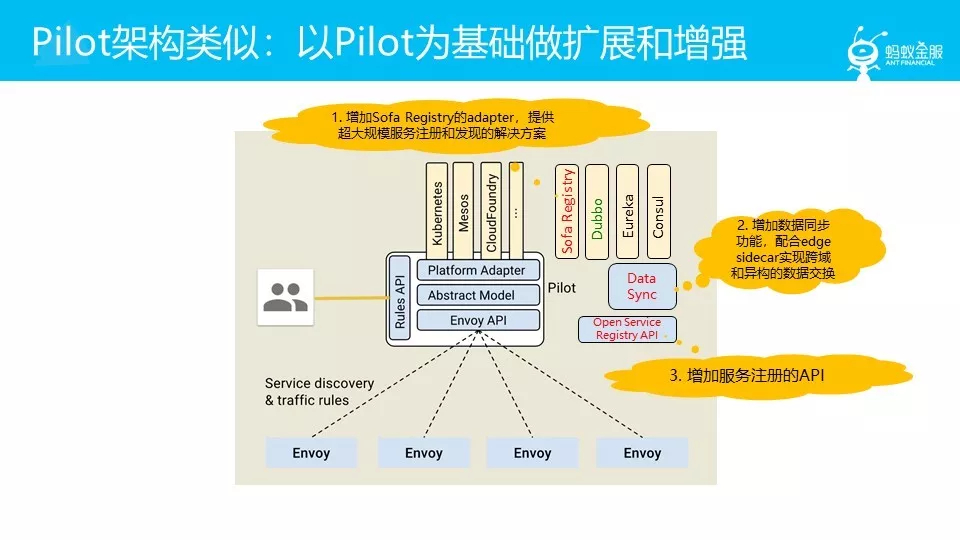 Pilot架构类似：以Pilot为基础做扩展和增强
蚂蚁金服
ANT FINANCIAL
1. 增加Sofa Registry的adapter，提供
超大规模服务注册和发现的解决方案
Kubernetes
Mesos
CloudFoundry
...
Sofa Registry
Dubbo
Eureka
Consul
2. 增加数据同步
功能，配合edge
sidecar实现跨域
和异构的数据交换
Rules API
Platform Adapter
Abstract Model
Envoy API
Pilot
Data
Sync
Open Service
Registry API
3. 增加服务注册的API
Service discovery
& traffic rules
Envoy
Envoy
Envoy
Envoy